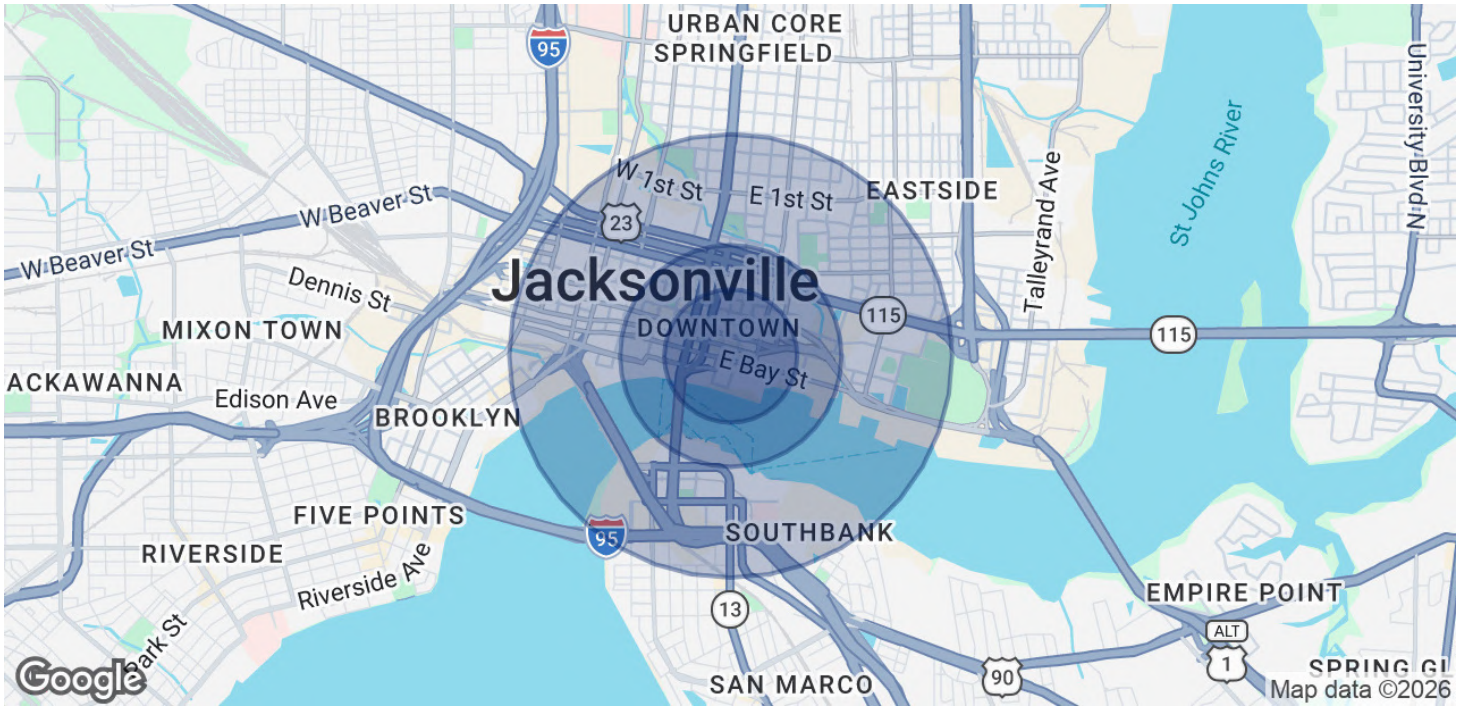 URBAN CORE
SPRINGFIELD
95
University Blvd N
St Johns River
Talleyrand Ave
W 1st St
E 1st St
EASTSIDE
W Beaver St
23
W Beaver St
Jacksonville
Dennis St
115
MIXON TOWN
DOWNTOWN
115
E Bay St
ACKAWANNA
Edison Ave
BROOKLYN
FIVE POINTS
95
SOUTHBANK
RIVERSIDE
Riverside Ave
EMPIRE POINT
13
Park St
ALT
1
90
SPRING GL
SAN MARCO
Google
Map data ©2026